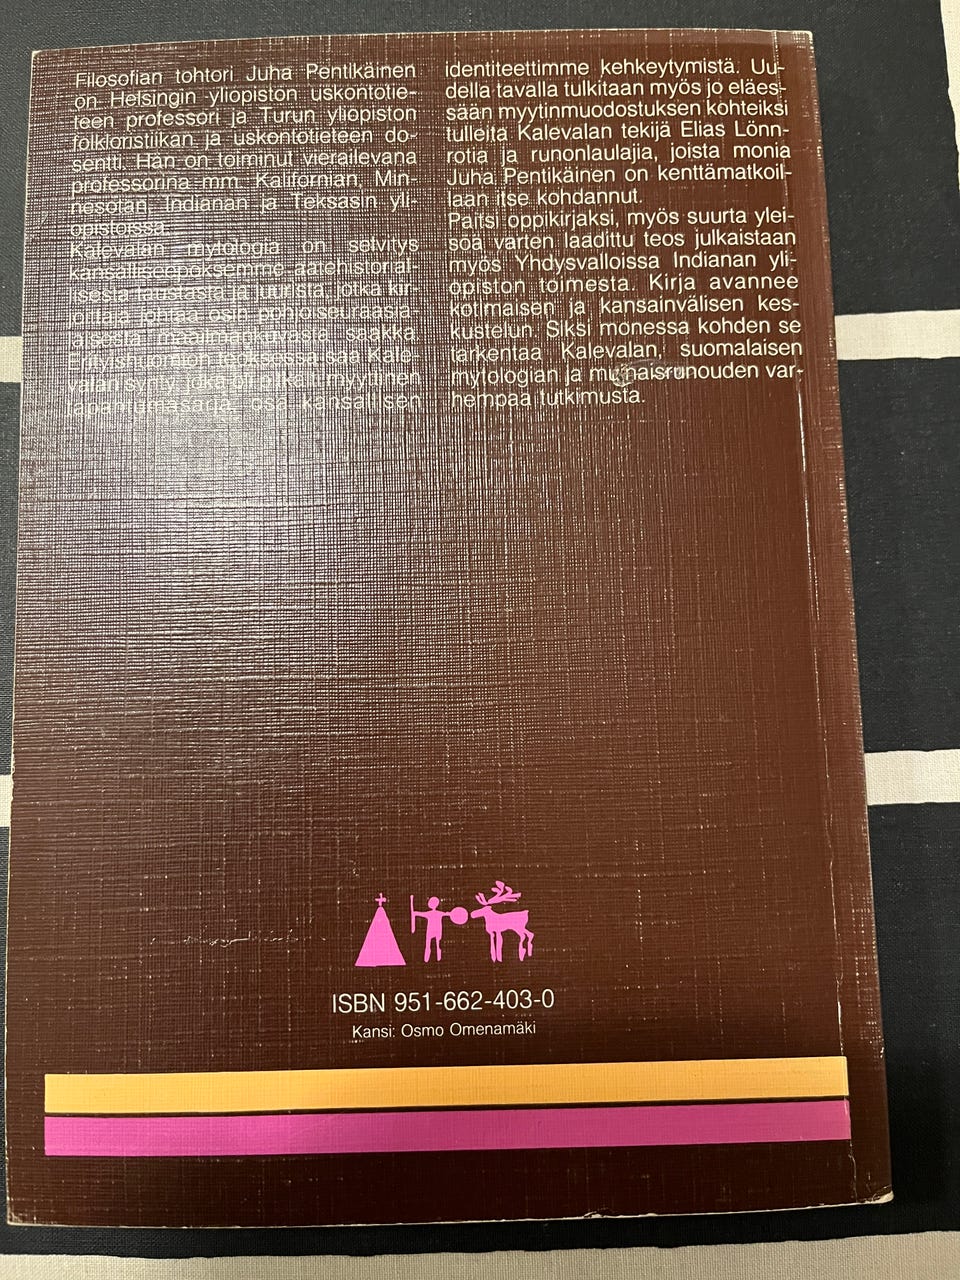 Filosofian tohtori Juha Pentikäinen
on Helsingin yliopiston uskontotie-
teen professori ja Turun yliopiston
folkloristiikan ja uskontotieteen do-
sentti. Hän on toiminut vierailevana
professorina mm. Kalifornian, Min-
nesotan, Indianan ja Teksasin yli-
opistoissa.
Kalevalan mytologia on selvitys
kansalliseepoksemme aatehistorial-
lisesta taustasta ja juurista, jotka kir-
joittaja johtaa osin pohjoiseuraasia-
laisesta maailmankuvasta saakka.
Erityishuomion teoksessa saa Kale-
valan synty, joka on pitkälti myyttinen
tapahtumasarja, osa kansallisen
identiteettimme kehkeytymistä. Uu-
della tavalla tulkitaan myös jo eläes-
sään myytinmuodostuksen kohteiksi
tulleita Kalevalan tekijä Elias Lönn-
rotia ja runonlaulajia, joista monia
Juha Pentikäinen on kenttämatkoil-
laan itse kohdannut.
Paitsi oppikirjaksi, myös suurta ylei-
söä varten laadittu teos julkaistaan
myös Yhdysvalloissa Indianan yli-
opiston toimesta. Kirja avannee
kotimaisen ja kansainvälisen kes-
kustelun. Siksi monessa kohden se
tarkentaa Kalevalan, suomalaisen
mytologian ja muinaisrunouden var-
hempaa tutkimusta.
ISBN 951-662-403-0
Kansi: Osmo Omenamäki